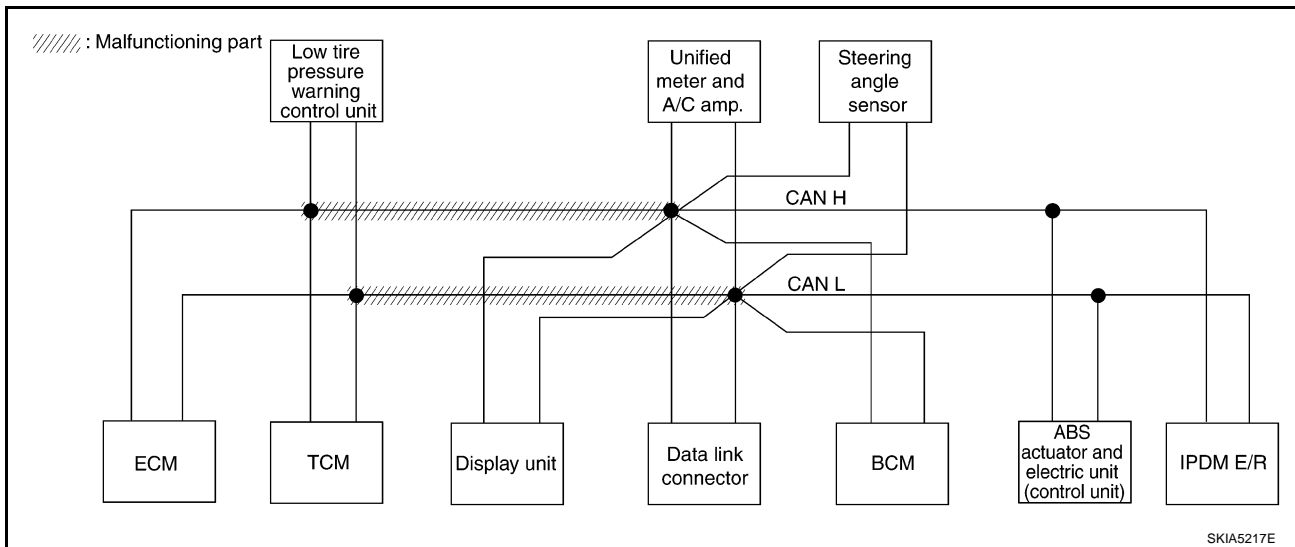 : Malfunctioning part
Low tire
pressure
warning
control unit
Unified
meter and
A/C amp.
Steering
angle
sensor
CAN H
CAN L
ECM
TCM
Display unit
Data link
connector
BCM
ABS
actuator and
electric unit
(control unit)
IPDM E/R
SKIA5217E